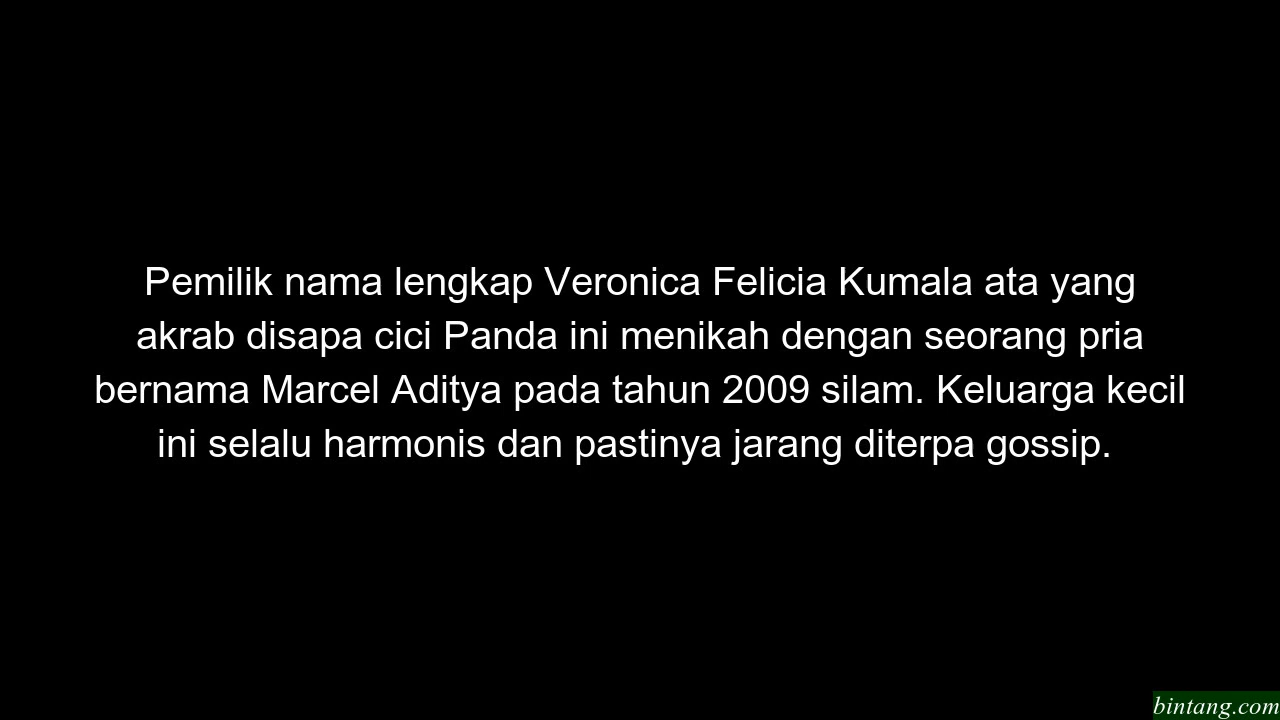 Pemilik nama lengkap Veronica Felicia Kumala ata yang
akrab disapa cici Panda ini menikah dengan seorang pria
bernama Marcel Aditya pada tahun 2009 silam. Keluarga kecil
ini selalu harmonis dan pastinya jarang diterpa gossip.
bintang.com